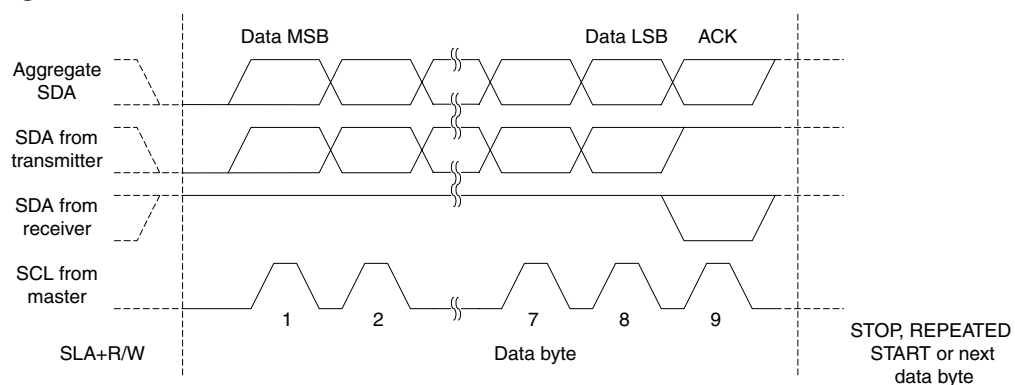 Data MSB
Data LSB
ACK
Aggregate
SDA
SDA from
transmitter
SDA from
receiver
SCL from
master
1
2
7
8
9
SLA+R/W
Data byte
STOP, REPEATED
START or next
data byte